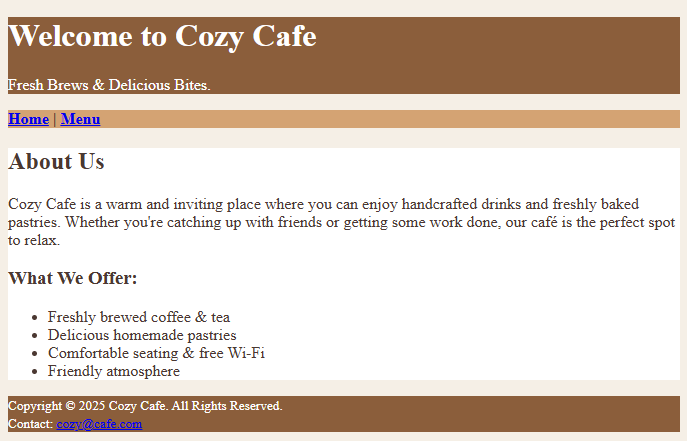 Welcome to Cozy Cafe
Fresh Brews & Delicious Bites.
Home | Menu
About Us
Cozy Cafe is a warm and inviting place where you can enjoy handcrafted drinks and freshly baked
pastries. Whether you're catching up with friends or getting some work done, our café is the perfect spot
to relax.
What We Offer:
• Freshly brewed coffee & tea
• Delicious homemade pastries
• Comfortable seating & free Wi-Fi
• Friendly atmosphere
Copyright © 2025 Cozy Cafe. All Rights Reserved.
Contact: cozy@cafe.com